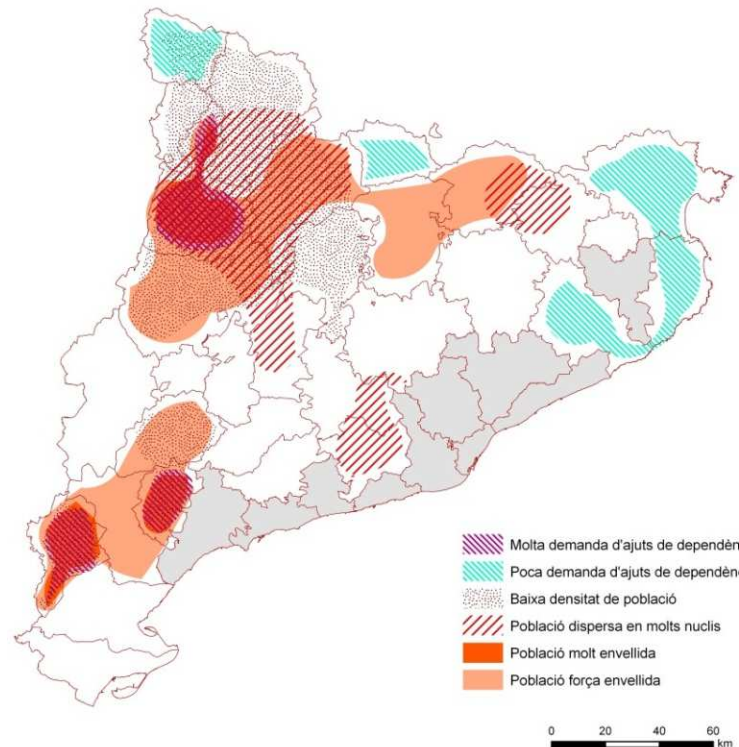 Molta demanda d'ajuts de dependèn
Poca demanda d'ajuts de dependèn
Baixa densitat de població
Població dispersa en molts nuclis
Població molt envellida
Població força envellida
0 20 40 60
km